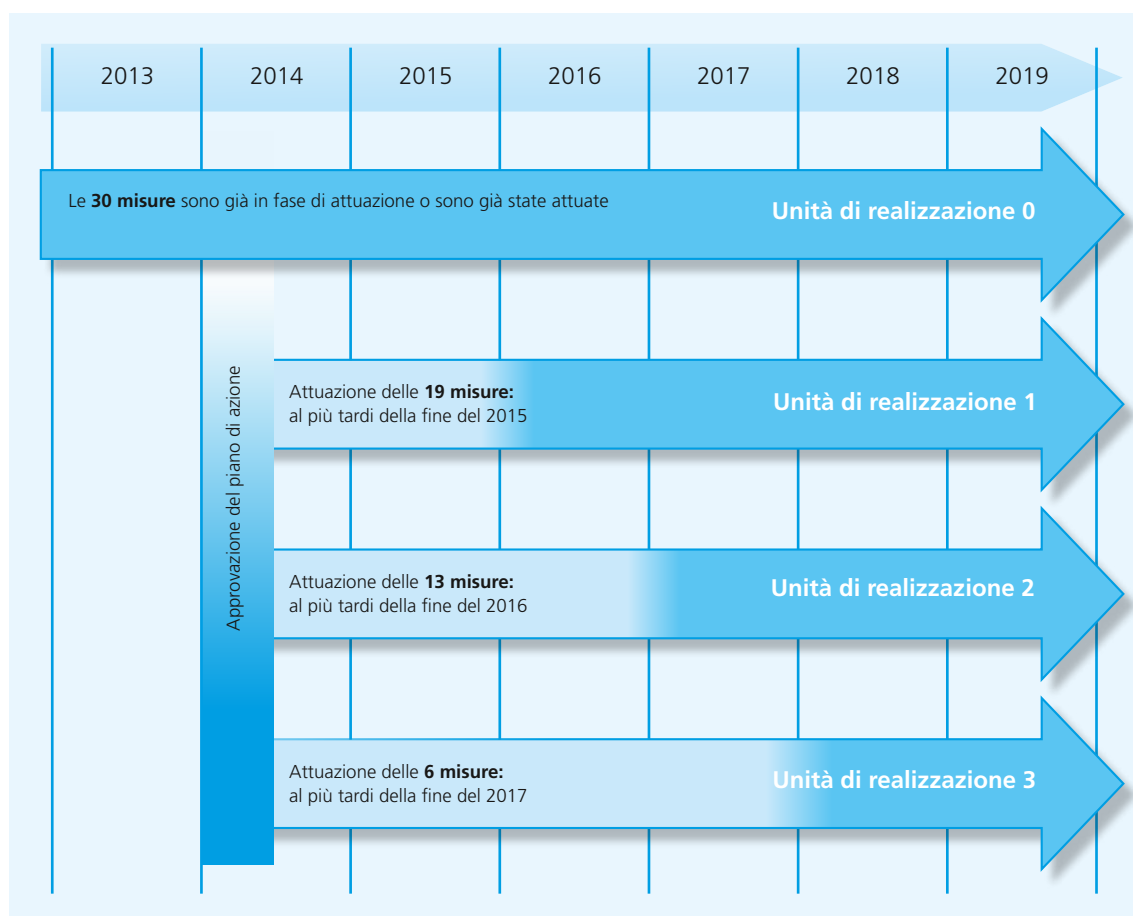 2013 2014 2015 2016 2017 2018 2019
Le 30 misure sono già in fase di attuazione o sono già state attuate
Unità di realizzazione 0
Approvazione del piano di azione
Attuazione delle 19 misure:
al più tardi della fine del 2015
Unità di realizzazione 1
Attuazione delle 13 misure:
al più tardi della fine del 2016
Unità di realizzazione 2
Attuazione delle 6 misure:
al più tardi della fine del 2017
Unità di realizzazione 3